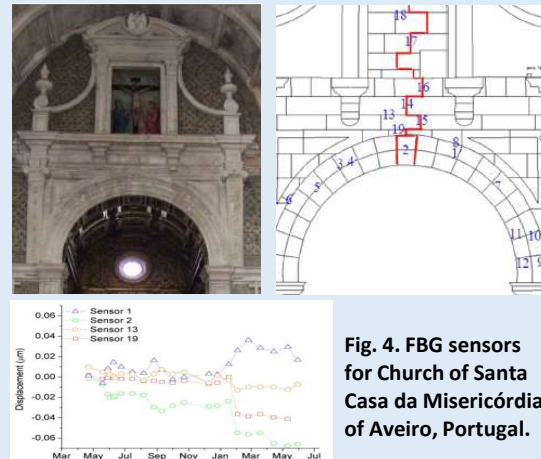 18
17
16
14
13
15
19
2
8
1
3 4
5
6
7
11 10
12 9
Sensor 1
Sensor 2
Sensor 13
Sensor 19
Displacement (µm)
0,06
0,04
0,02
0,00
-0,02
-0,04
-0,06
Mar May Jul Sep Nov Jan Mar May Jul
Fig. 4. FBG sensors
for Church of Santa
Casa da Misericórdia
of Aveiro, Portugal.